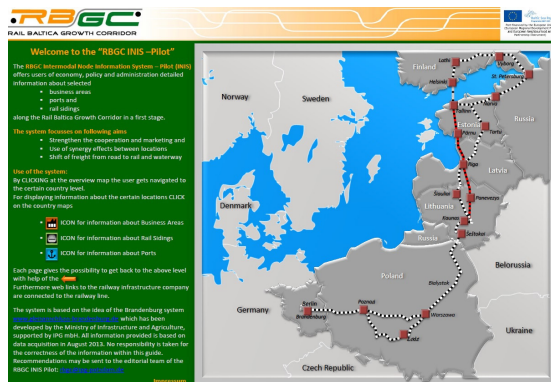 RBGC
RAIL BALTICA GROWTH CORRIDOR
Welcome to the "RBGC INIS –Pilot"
The RBGC Intermodal Node Information System – Pilot (INIS)
offers users of economy, policy and administration detailed
information about selected
• business areas
• ports and
• rail sidings
along the Rail Baltica Growth Corridor in a first stage.
The system focusses on following aims
• Strengthen the cooperation and marketing and
• Use of synergy effects between locations
• Shift of freight from road to rail and waterway
Use of the system:
By CLICKING at the overview map the user gets navigated to
the certain country level.
For displaying information about the certain locations CLICK
on the country maps
• ICON for information about Business Areas
• ICON for information about Rail Sidings
• ICON for information about Ports
Each page gives the possibility to get back to the above level
with help of the
Furthermore web links to the railway infrastructure company
are connected to the railway line.
The system is based on the idea of the Brandenburg system
which has been
developed by the Ministry of Infrastructure and Agriculture,
supported by IPG mbH. All information provided is based on
data acquisition in August 2013. No responsibility is taken for
the correctness of the information within this guide.
Recommendations may be sent to the editorial team of the
RBGC INIS Pilot:
Impressum
Finland
Lahti
Vyborg
St. Petersburg
Helsinki
Norway
Sweden
Tallinn
Narva
Russia
Estonia
Tartu
Pärnu
Riga
Latvia
Šiauliai
Panevezys
Denmark
Lithuania
Kaunas
Šeštokai
Russia
Belorussia
Poland
Białystok
Germany
Berlin
Brandenburg
Poznań
Warszawa
Łódź
Ukraine
Czech Republic